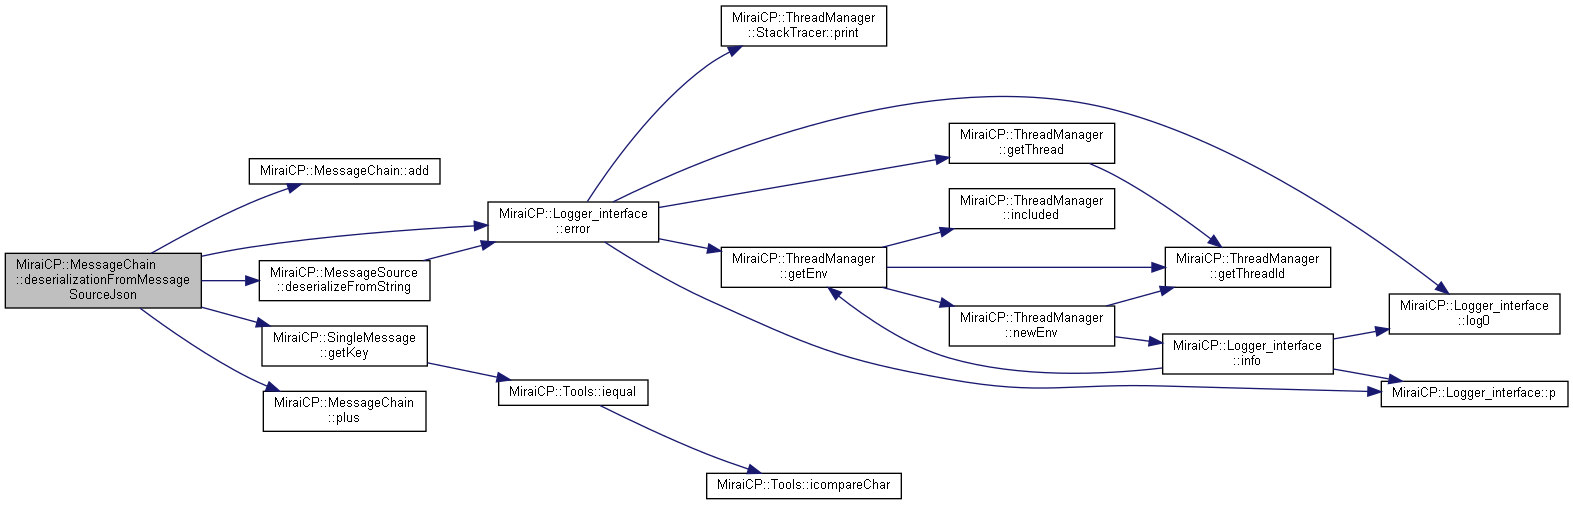 MiraiCP::ThreadManager
::StackTracer::print
MiraiCP::ThreadManager
::getThread
MiraiCP::MessageChain::add
MiraiCP::ThreadManager
::included
MiraiCP::Logger_interface
::error
MiraiCP::MessageChain
::deserializationFromMessage
SourceJson
MiraiCP::MessageSource
::deserializeFromString
MiraiCP::ThreadManager
::getEnv
MiraiCP::ThreadManager
::getThreadId
MiraiCP::ThreadManager
::newEnv
MiraiCP::Logger_interface
::log0
MiraiCP::SingleMessage
::getKey
MiraiCP::Logger_interface
::info
MiraiCP::Tools::iequal
MiraiCP::Logger_interface::p
MiraiCP::MessageChain
::plus
MiraiCP::Tools::icompareChar